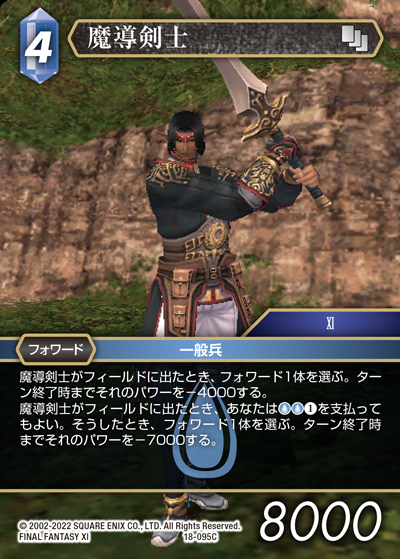 4
魔導剣士
XI
フォワード
一般兵
魔導剣士がフィールドに出たとき、フォワード1体を選ぶ。ター
ン終了時までそれのパワーを−4000する。
魔導剣士がフィールドに出たとき、あなたは1を支払って
もよい。そうしたとき、フォワード1体を選ぶ。ターン終了時
までそれのパワーを−7000する。
© 2002-2022 SQUARE ENIX CO., LTD. All Rights Reserved.
FINAL FANTASY XI
18-095C
8000